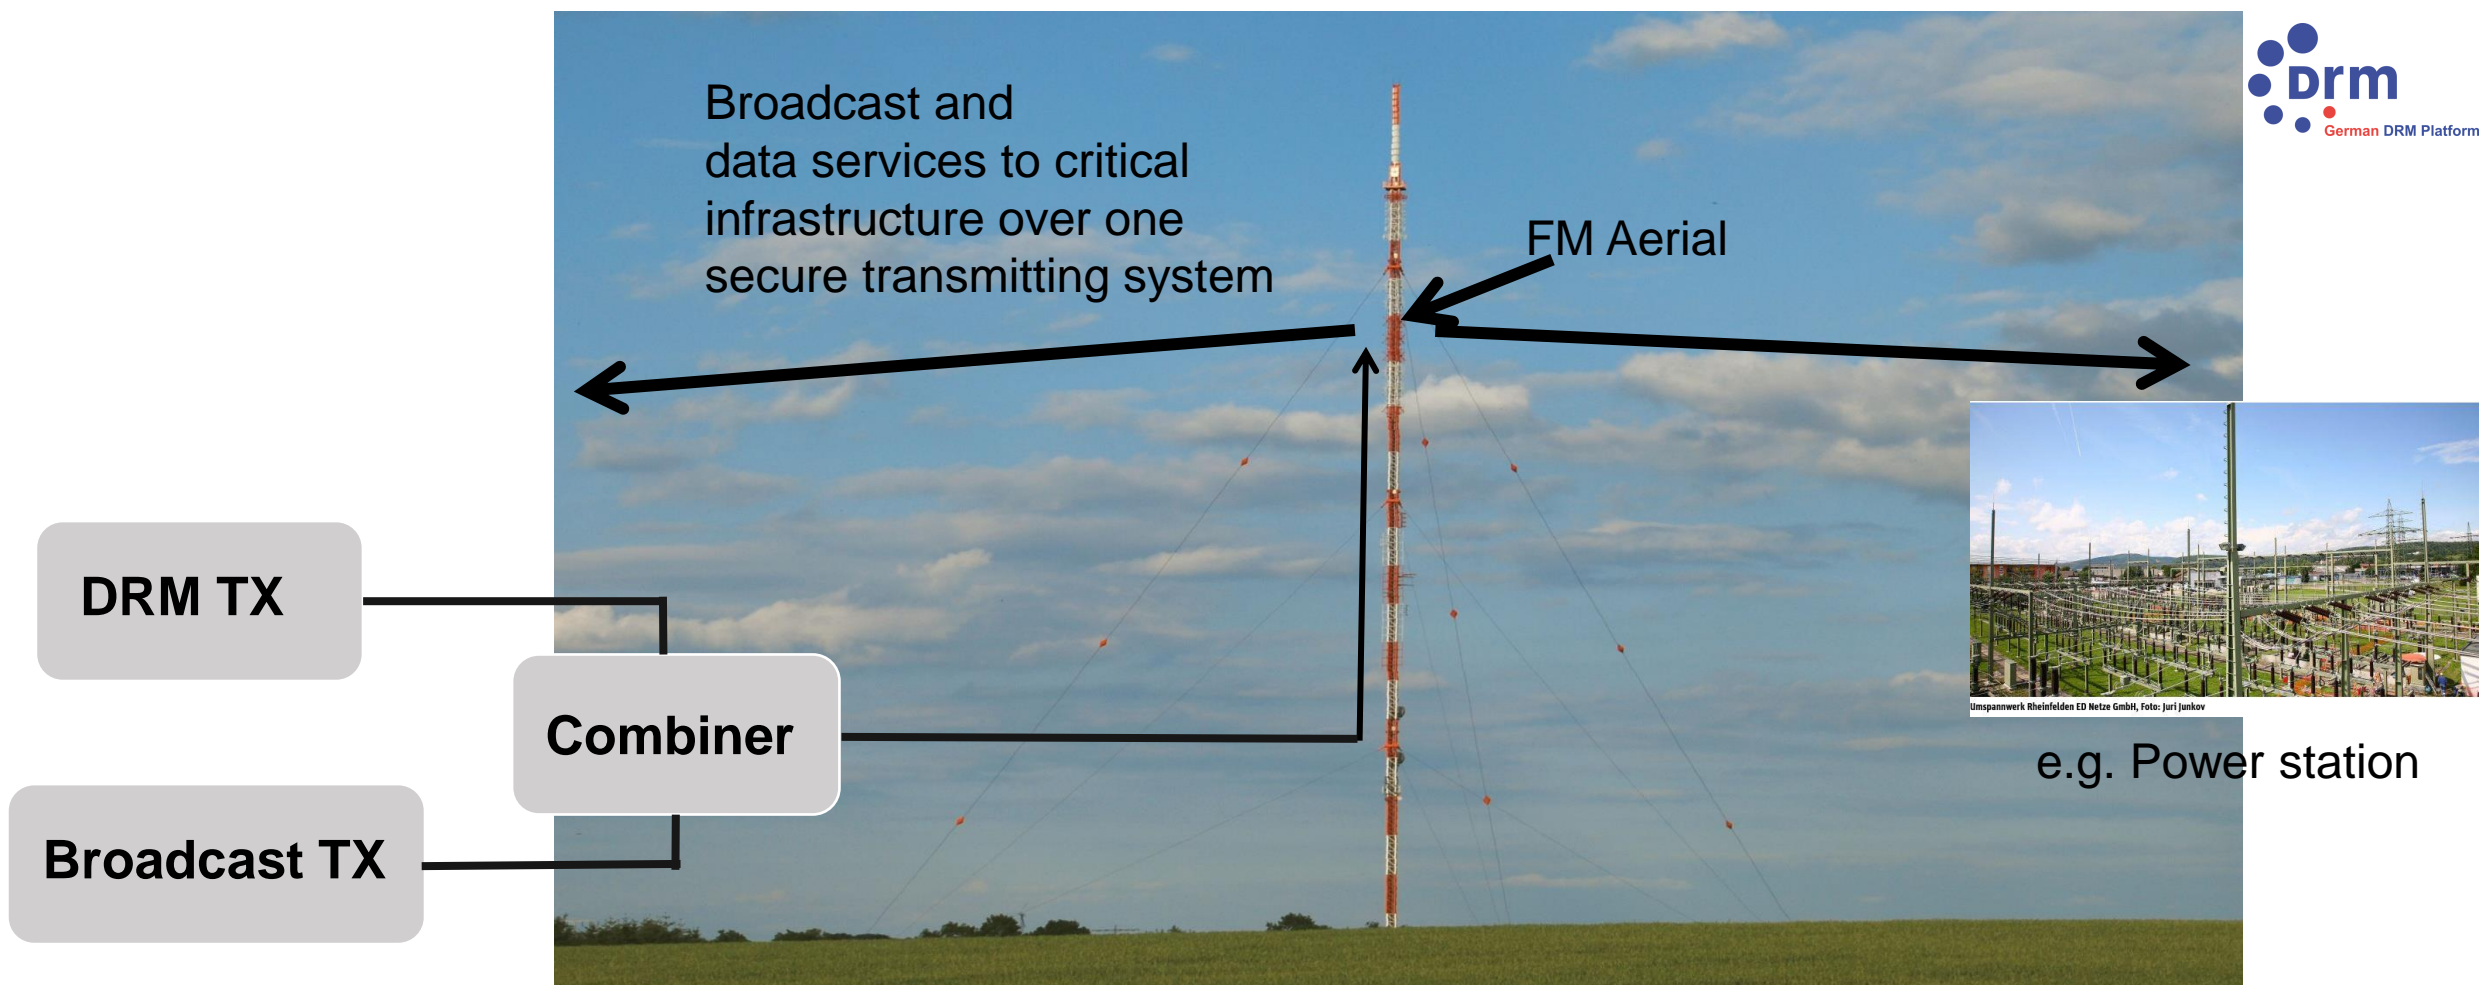 Broadcast and
data services to critical
infrastructure over one
secure transmitting system
Drm
German DRM Platform
FM Aerial
DRM TX
Combiner
Broadcast TX
Umspannwerk Rheinfelden ED Netze GmbH, Foto: Juri Junkov
e.g. Power station